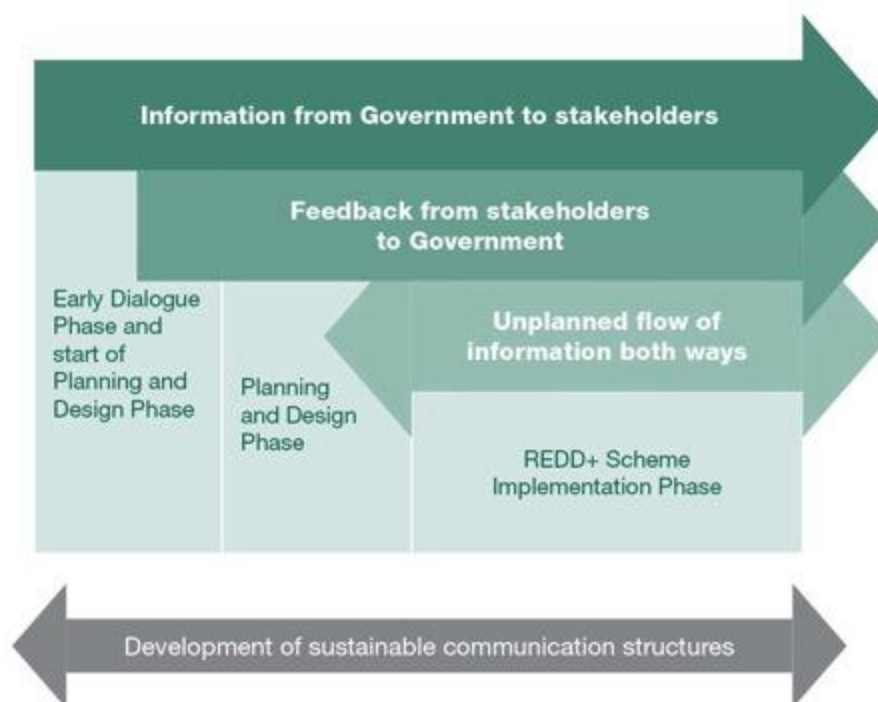 Information from Government to stakeholders
Feedback from stakeholders
to Government
Unplanned flow of
information both ways
Early Dialogue
Phase and
start of
Planning and
Design Phase
Planning
and Design
Phase
REDD+ Scheme
Implementation Phase
Development of sustainable communication structures